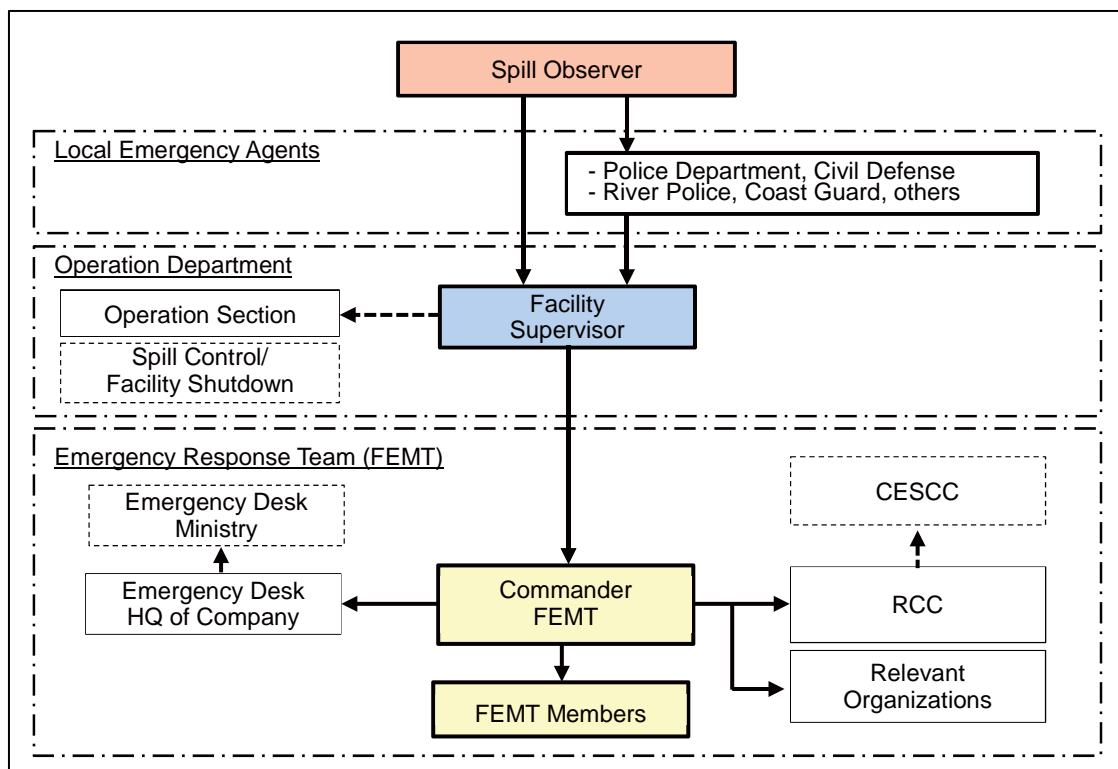 Spill Observer
Local Emergency Agents
- Police Department, Civil Defense
- River Police, Coast Guard, others
Operation Department
Operation Section
Facility
Supervisor
Spill Control/
Facility Shutdown
Emergency Response Team (FEMT)
Emergency Desk
Ministry
CESCC
Emergency Desk
HQ of Company
Commander
FEMT
RCC
FEMT Members
Relevant
Organizations